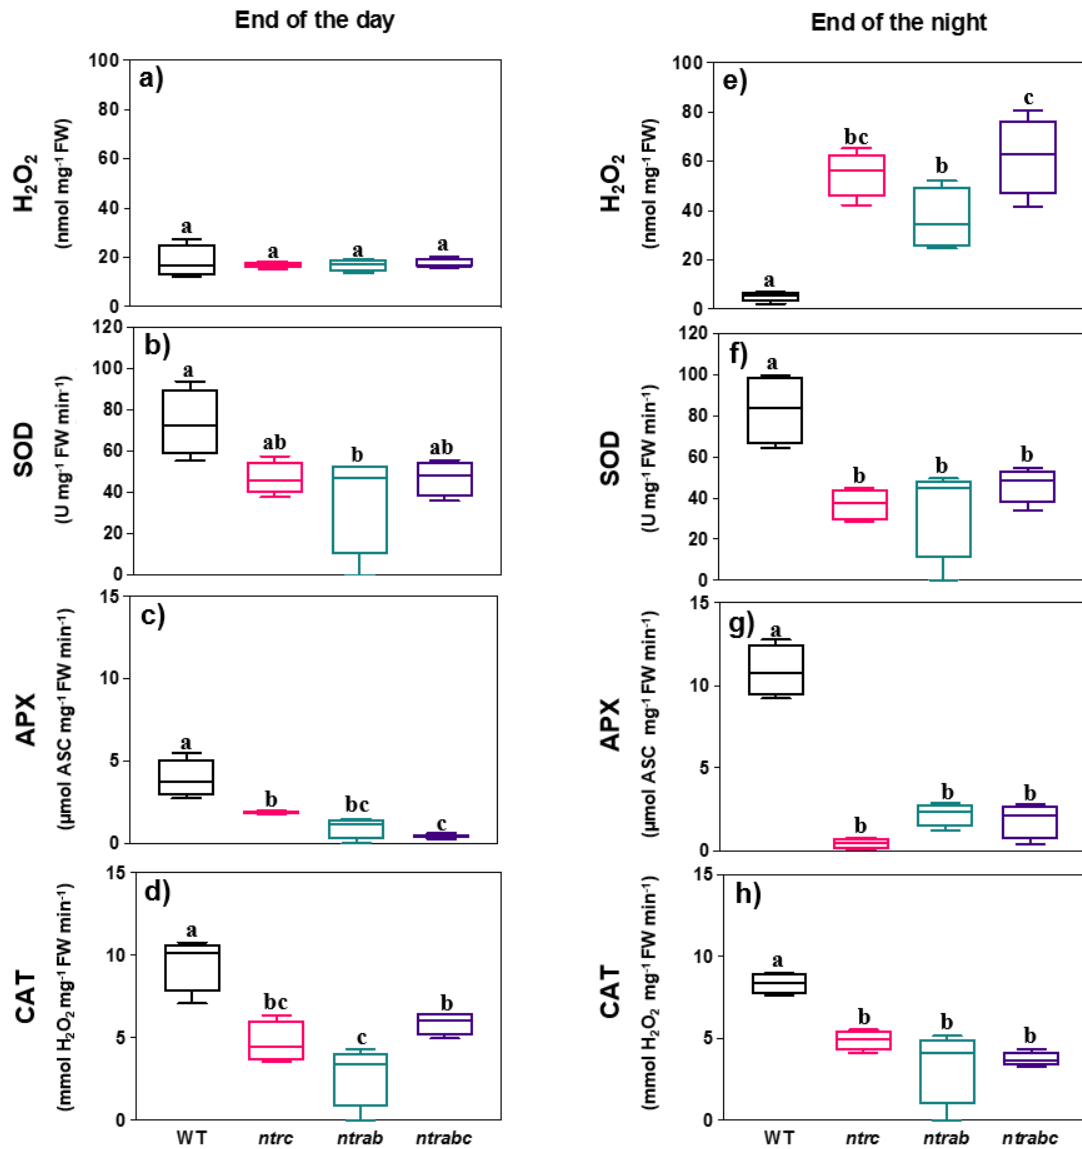 End of the day
End of the night
a)
H₂O₂
(nmol mg⁻¹ FW)
100
80
60
40
20
0
a
a
a
a
e)
H₂O₂
(nmol mg⁻¹ FW)
100
80
60
40
20
0
a
bc
b
c
b)
SOD
(U mg⁻¹ FW min⁻¹)
120
100
80
60
40
20
0
a
ab
b
ab
f)
SOD
(U mg⁻¹ FW min⁻¹)
120
100
80
60
40
20
0
a
b
b
b
c)
APX
(µmol ASC mg⁻¹ FW min⁻¹)
15
10
5
0
a
b
bc
c
g)
APX
(µmol ASC mg⁻¹ FW min⁻¹)
15
10
5
0
a
b
b
b
d)
CAT
(mmol H₂O₂ mg⁻¹ FW min⁻¹)
15
10
5
0
a
bc
c
b
WT ntrc ntrab ntrabc
h)
CAT
(mmol H₂O₂ mg⁻¹ FW min⁻¹)
15
10
5
0
a
b
b
b
WT ntrc ntrab ntrabc